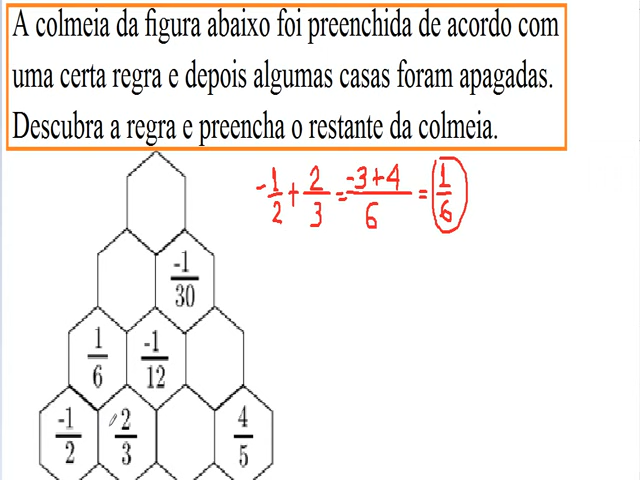 A colmeia da figura abaixo foi preenchida de acordo com
uma certa regra e depois algumas casas foram apagadas.
Descubra a regra e preencha o restante da colmeia.
-1/2 + 2/3 = -3+4/6 = 1/6
-1/30
1/6 -1/12
-1/2 2/3 4/5